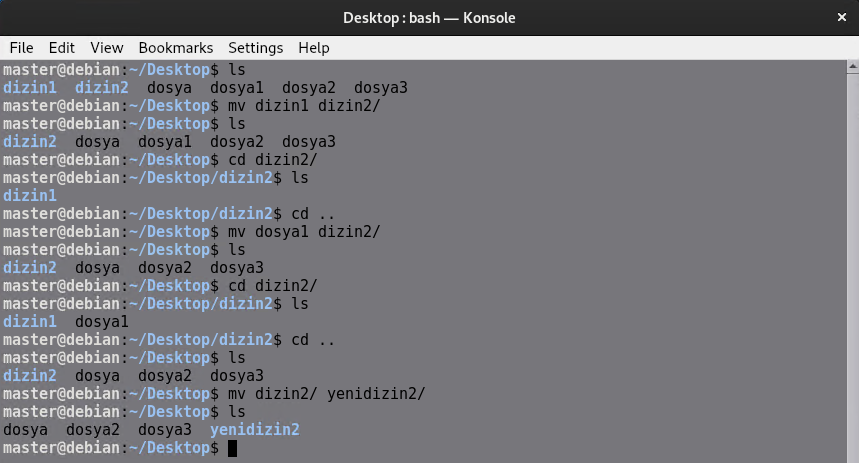 Desktop : bash — Konsole
File Edit View Bookmarks Settings Help
master@debian:~/Desktop$ ls
dizin1  dizin2  dosya  dosya1  dosya2  dosya3
master@debian:~/Desktop$ mv dizin1 dizin2/
master@debian:~/Desktop$ ls
dizin2  dosya  dosya1  dosya2  dosya3
master@debian:~/Desktop$ cd dizin2/
master@debian:~/Desktop/dizin2$ ls
dizin1
master@debian:~/Desktop/dizin2$ cd ..
master@debian:~/Desktop$ mv dosya1 dizin2/
master@debian:~/Desktop$ ls
dizin2  dosya  dosya2  dosya3
master@debian:~/Desktop$ cd dizin2/
master@debian:~/Desktop/dizin2$ ls
dizin1  dosya1
master@debian:~/Desktop/dizin2$ cd ..
master@debian:~/Desktop$ ls
dizin2  dosya  dosya2  dosya3
master@debian:~/Desktop$ mv dizin2/ yenidizin2/
master@debian:~/Desktop$ ls
dosya  dosya2  dosya3  yenidizin2
master@debian:~/Desktop$